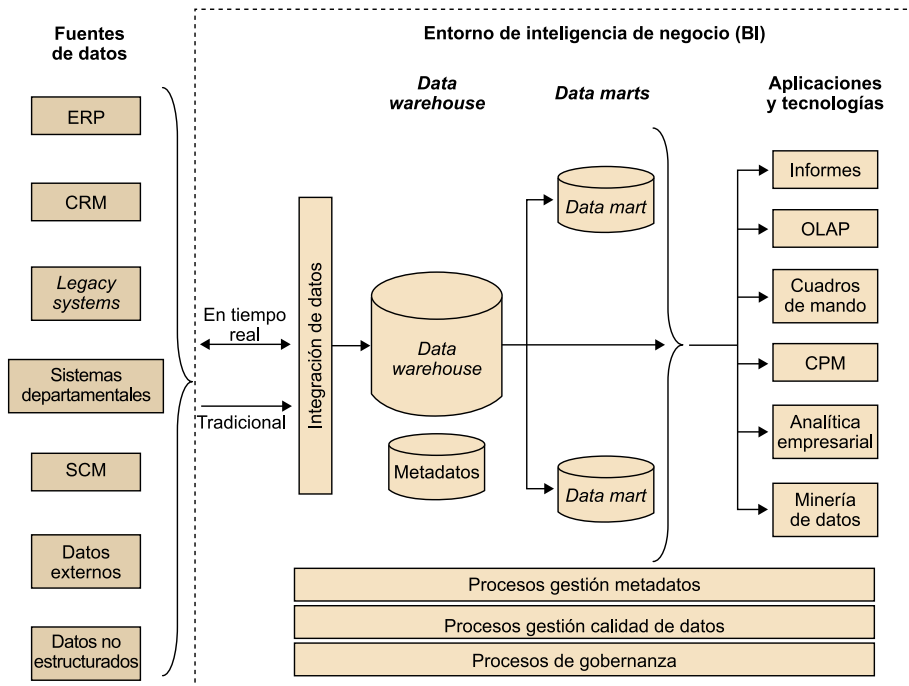 Fuentes
de datos
ERP
CRM
Legacy
systems
Sistemas
departamentales
SCM
Datos
externos
Datos no
estructurados
Entorno de inteligencia de negocio (BI)
En tiempo
real
Tradicional
Integración de datos
Data
warehouse
Data
warehouse
Metadatos
Data marts
Data mart
Data mart
Aplicaciones
y tecnologías
Informes
OLAP
Cuadros
de mando
CPM
Analítica
empresarial
Minería
de datos
Procesos gestión metadatos
Procesos gestión calidad de datos
Procesos de gobernanza